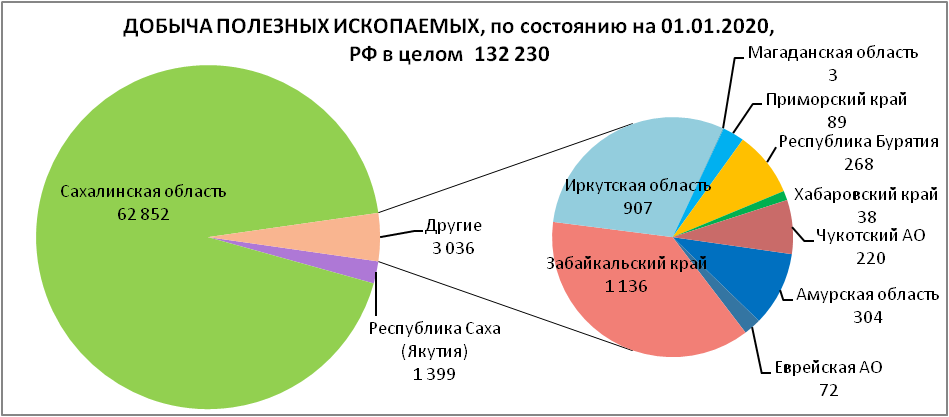 ДОБЫЧА ПОЛЕЗНЫХ ИСКОПАЕМЫХ, по состоянию на 01.01.2020,
РФ в целом 132 230
Сахалинская область
62 852
Другие
3 036
Республика Саха
(Якутия)
1 399
Магаданская область
3
Приморский край
89
Республика Бурятия
268
Хабаровский край
38
Чукотский АО
220
Амурская область
304
Еврейская АО
72
Иркутская область
907
Забайкальский край
1 136